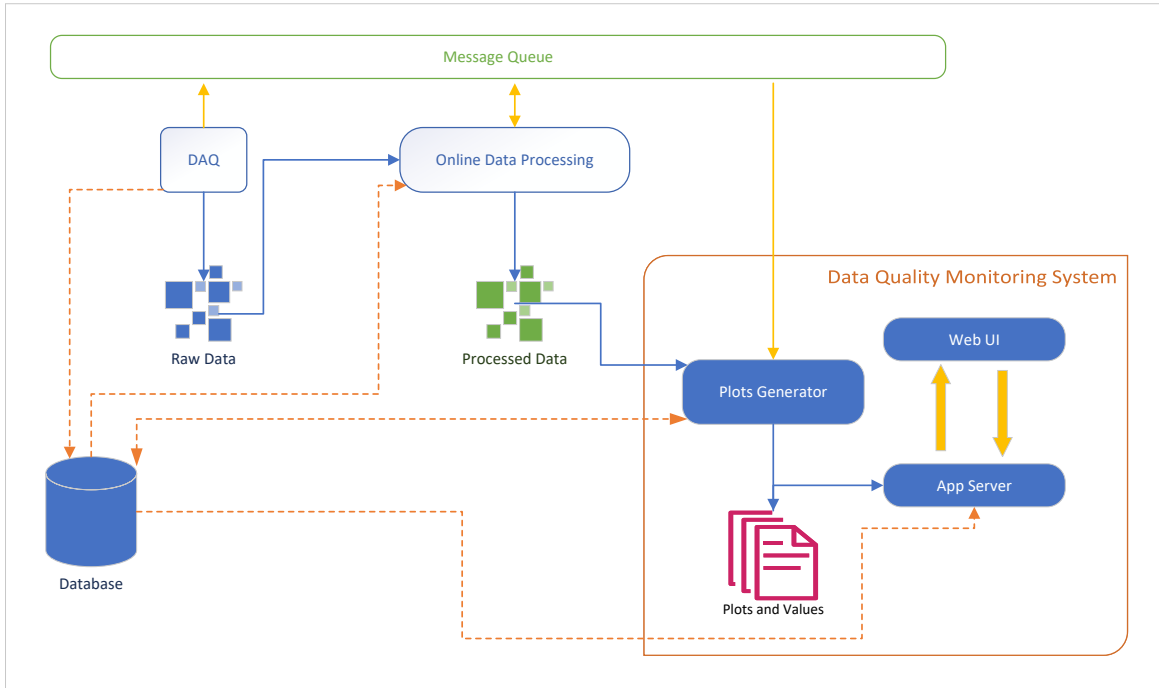 Message Queue
DAQ
Online Data Processing
Data Quality Monitoring System
Raw Data
Processed Data
Web UI
Plots Generator
App Server
Database
Plots and Values